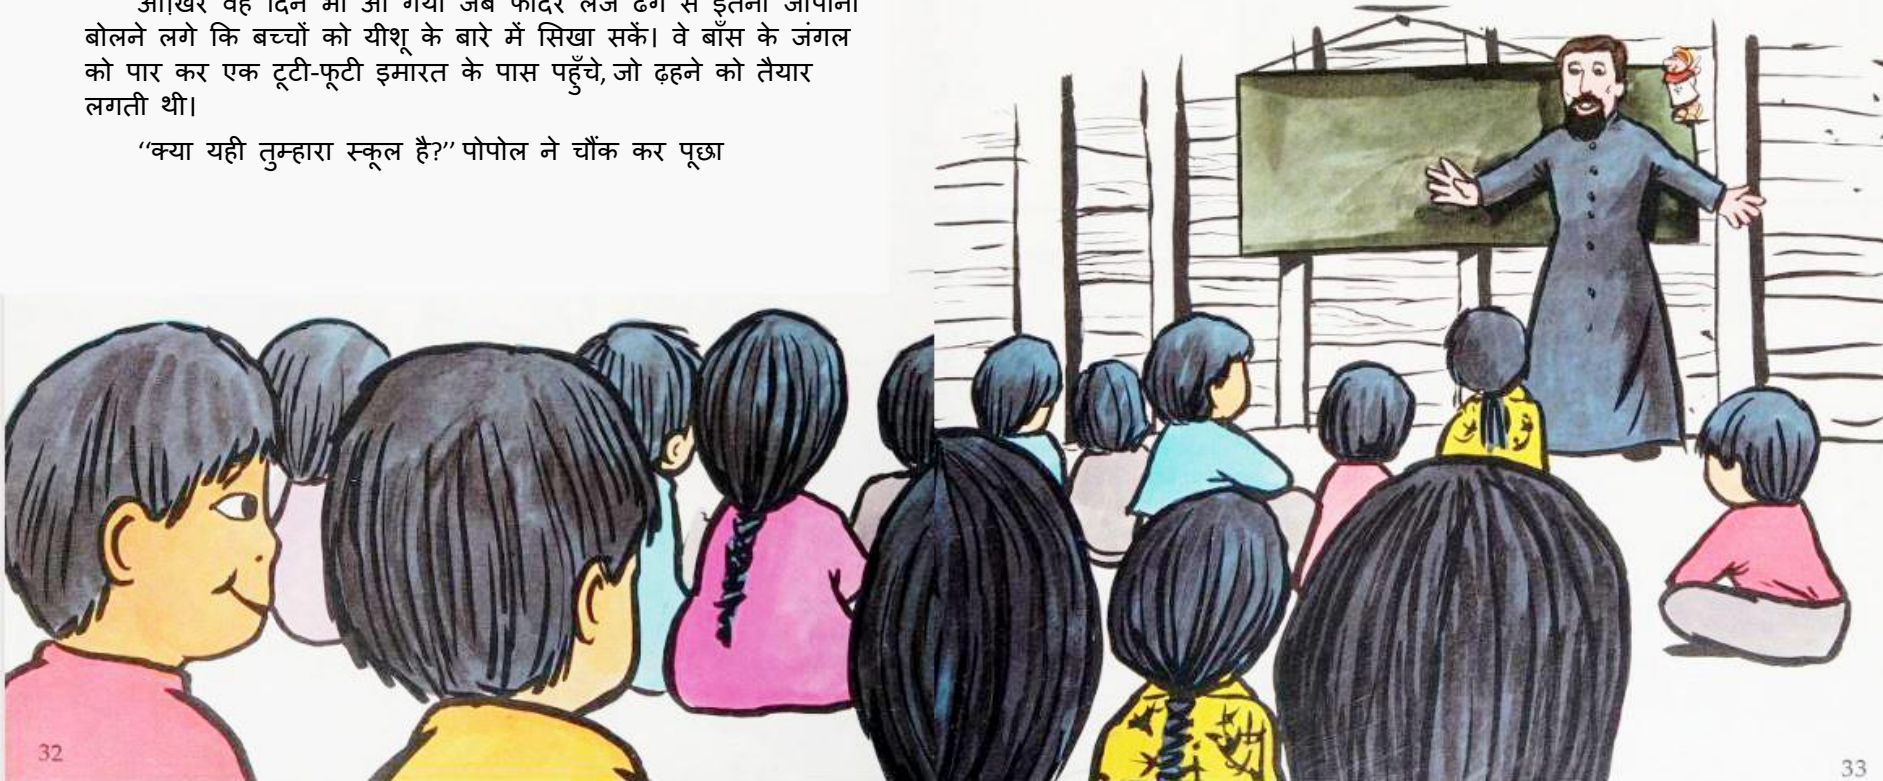 आख़िर वह दिन भी आ गया जब फादर लर्ज ढंग से इतनी जापानी
बोलने लगे कि बच्चों को यीशू के बारे में सिखा सकें। वे बाँस के जंगल
को पार कर एक टूटी-फूटी इमारत के पास पहुँचे, जो ढ़हने को तैयार
लगती थी।
‘‘क्या यही तुम्हारा स्कूल है?’’ पोपोल ने चौंक कर पूछा
32
33